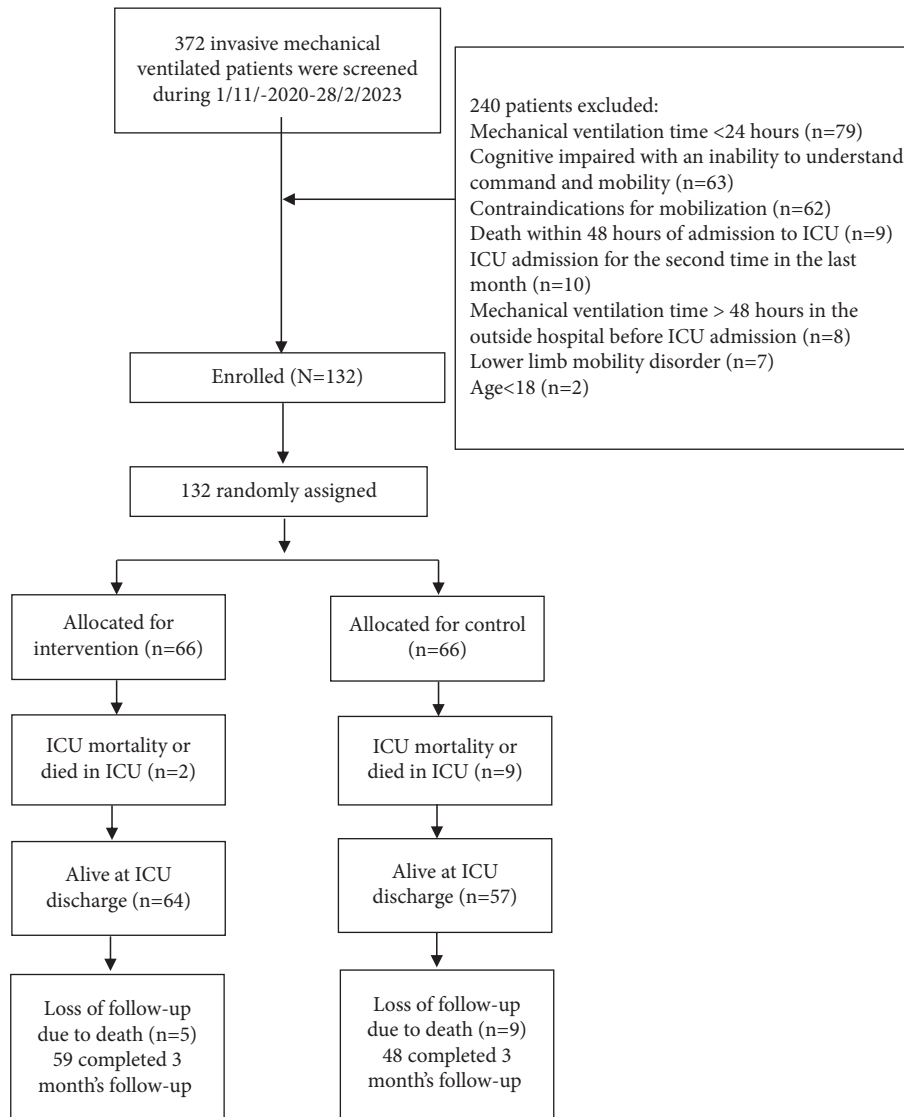 372 invasive mechanical
ventilated patients were screened
during 1/11/-2020-28/2/2023
240 patients excluded:
Mechanical ventilation time <24 hours (n=79)
Cognitive impaired with an inability to understand
command and mobility (n=63)
Contraindications for mobilization (n=62)
Death within 48 hours of admission to ICU (n=9)
ICU admission for the second time in the last
month (n=10)
Mechanical ventilation time > 48 hours in the
outside hospital before ICU admission (n=8)
Lower limb mobility disorder (n=7)
Age<18 (n=2)
Enrolled (N=132)
132 randomly assigned
Allocated for
intervention (n=66)
Allocated for control
(n=66)
ICU mortality or
died in ICU (n=2)
ICU mortality or
died in ICU (n=9)
Alive at ICU
discharge (n=64)
Alive at ICU
discharge (n=57)
Loss of follow-up
due to death (n=5)
59 completed 3
month's follow-up
Loss of follow-up
due to death (n=9)
48 completed 3
month's follow-up